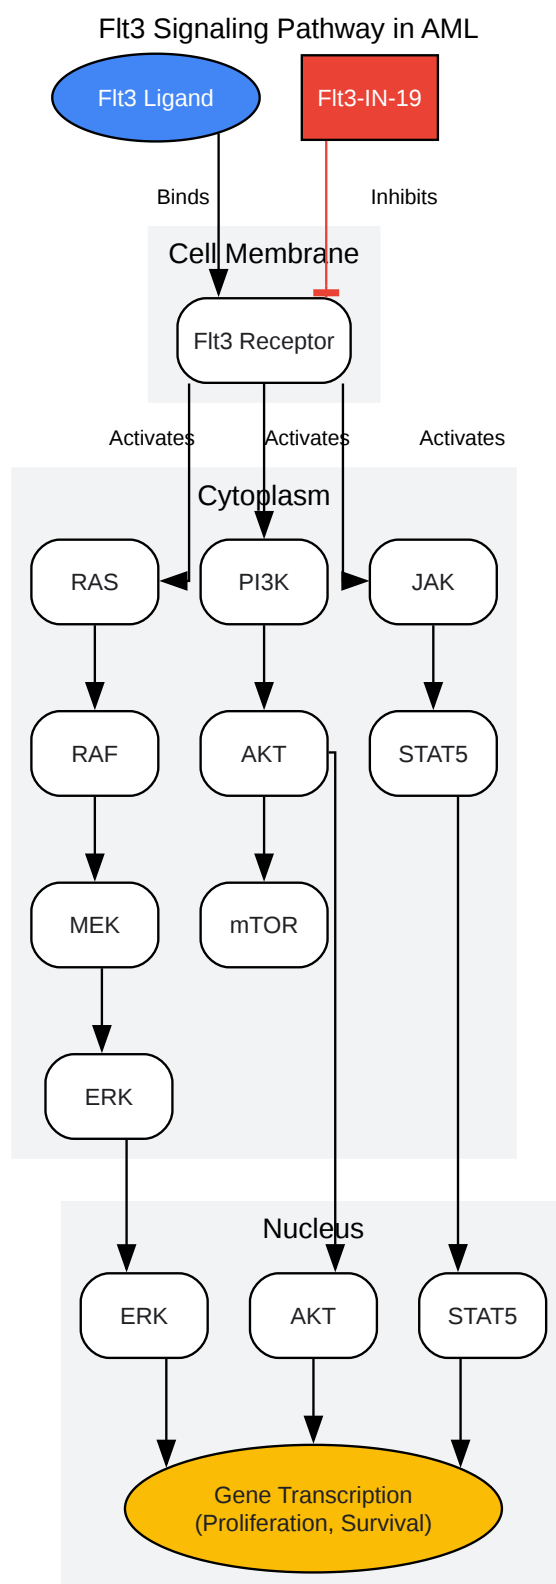 Flt3 Signaling Pathway in AML
Flt3 Ligand
Flt3-IN-19
Binds
Inhibits
Cell Membrane
Flt3 Receptor
Activates
Activates
Activates
Cytoplasm
RAS
PI3K
JAK
RAF
AKT
STAT5
MEK
mTOR
ERK
Nucleus
ERK
AKT
STAT5
Gene Transcription
(Proliferation, Survival)